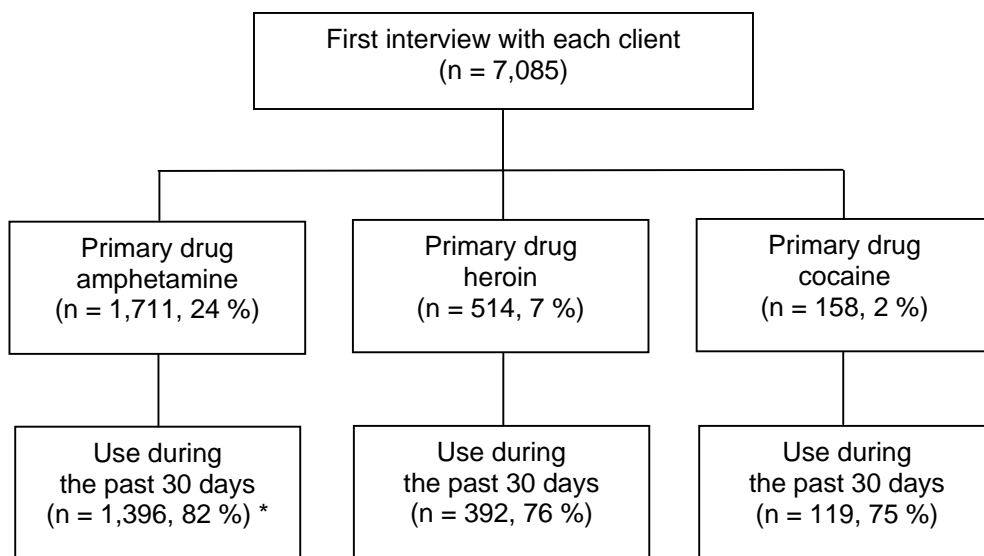 First interview with each client
(n = 7,085)
Primary drug
amphetamine
(n = 1,711, 24 %)
Primary drug
heroin
(n = 514, 7 %)
Primary drug
cocaine
(n = 158, 2 %)
Use during
the past 30 days
(n = 1,396, 82 %) *
Use during
the past 30 days
(n = 392, 76 %)
Use during
the past 30 days
(n = 119, 75 %)